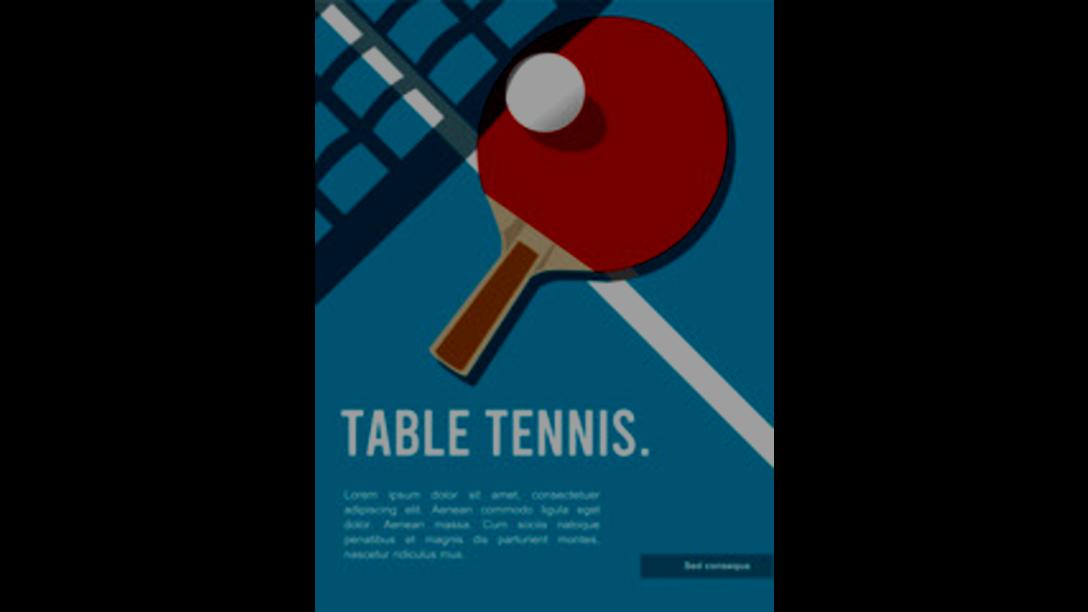 TABLE TENNIS.
Lorem ipsum dolor sit amet, consectetuer
adipiscing elit. Aenean commodo ligula eget
dolor. Aenean massa. Cum sociis natoque
penatibus et magnis dis parturient montes,
nascetur ridiculus mus.
Sed consequa